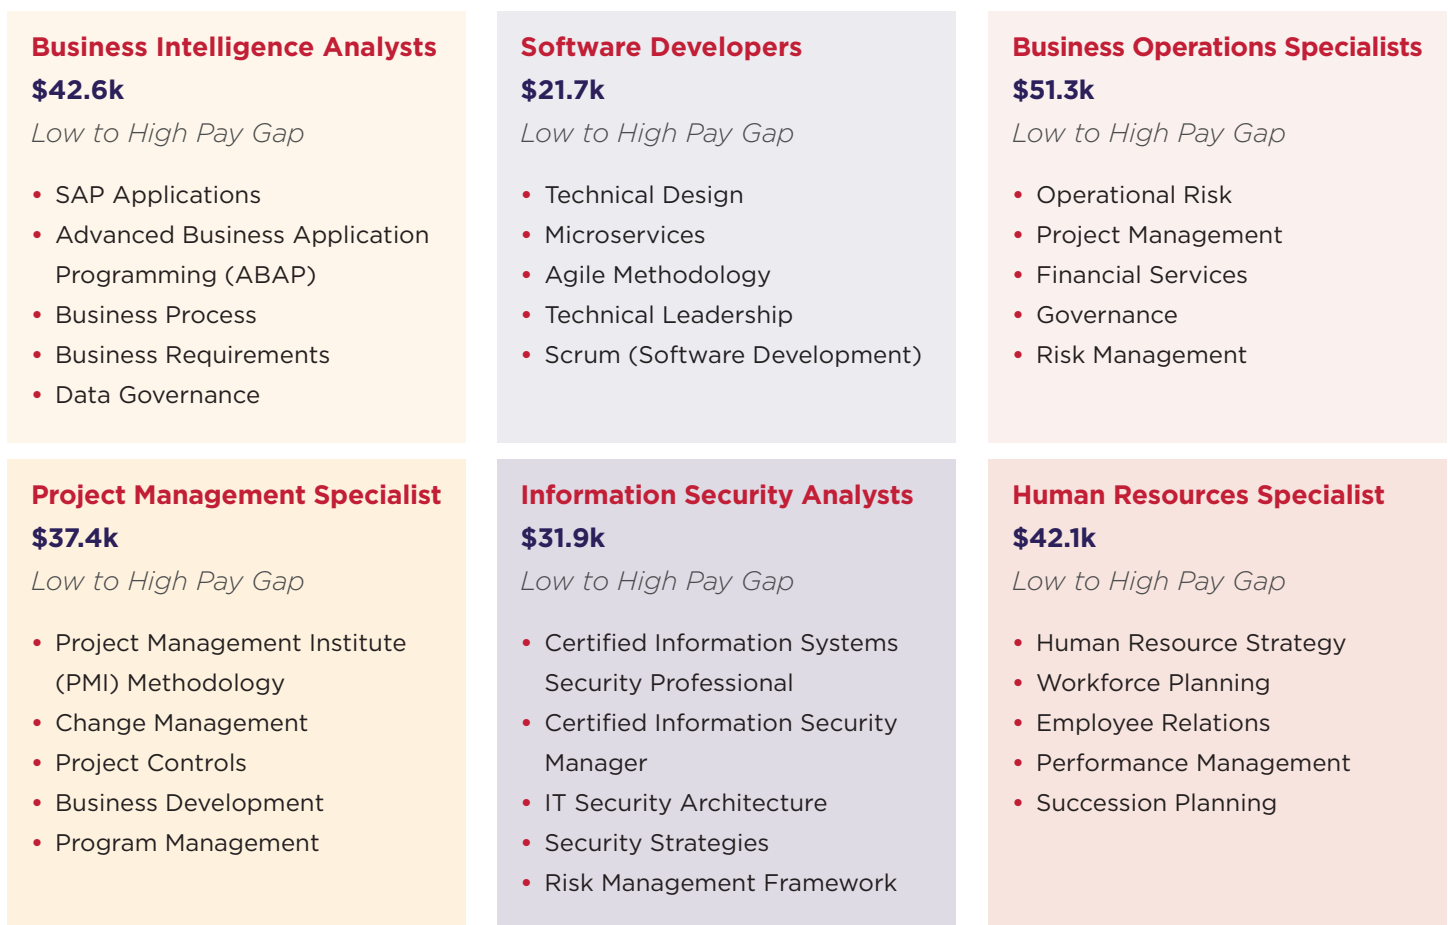 Business Intelligence Analysts
$42.6k
Low to High Pay Gap
• SAP Applications
• Advanced Business Application
Programming (ABAP)
• Business Process
• Business Requirements
• Data Governance
Software Developers
$21.7k
Low to High Pay Gap
• Technical Design
• Microservices
• Agile Methodology
• Technical Leadership
• Scrum (Software Development)
Business Operations Specialists
$51.3k
Low to High Pay Gap
• Operational Risk
• Project Management
• Financial Services
• Governance
• Risk Management
Project Management Specialist
$37.4k
Low to High Pay Gap
• Project Management Institute
(PMI) Methodology
• Change Management
• Project Controls
• Business Development
• Program Management
Information Security Analysts
$31.9k
Low to High Pay Gap
• Certified Information Systems
Security Professional
• Certified Information Security
Manager
• IT Security Architecture
• Security Strategies
• Risk Management Framework
Human Resources Specialist
$42.1k
Low to High Pay Gap
• Human Resource Strategy
• Workforce Planning
• Employee Relations
• Performance Management
• Succession Planning